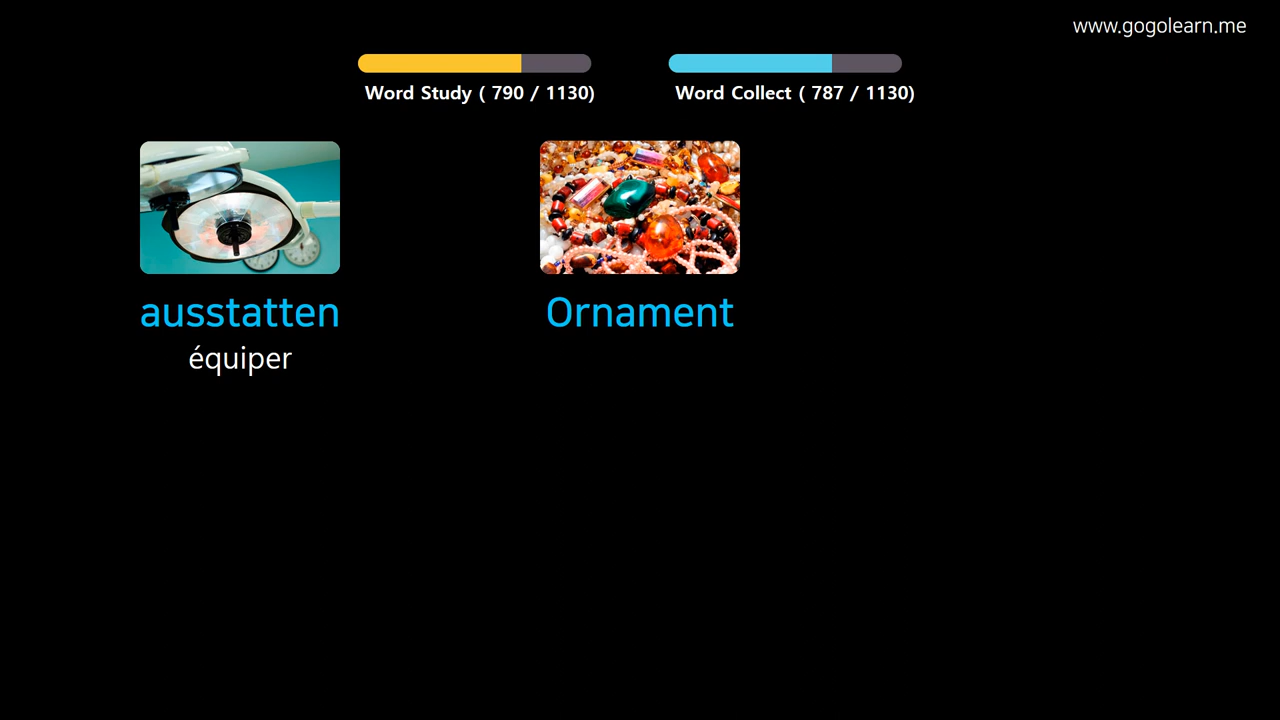 www.gogolearn.me
Word Study ( 790 / 1130)
Word Collect ( 787 / 1130)
ausstatten
Ornament
équiper